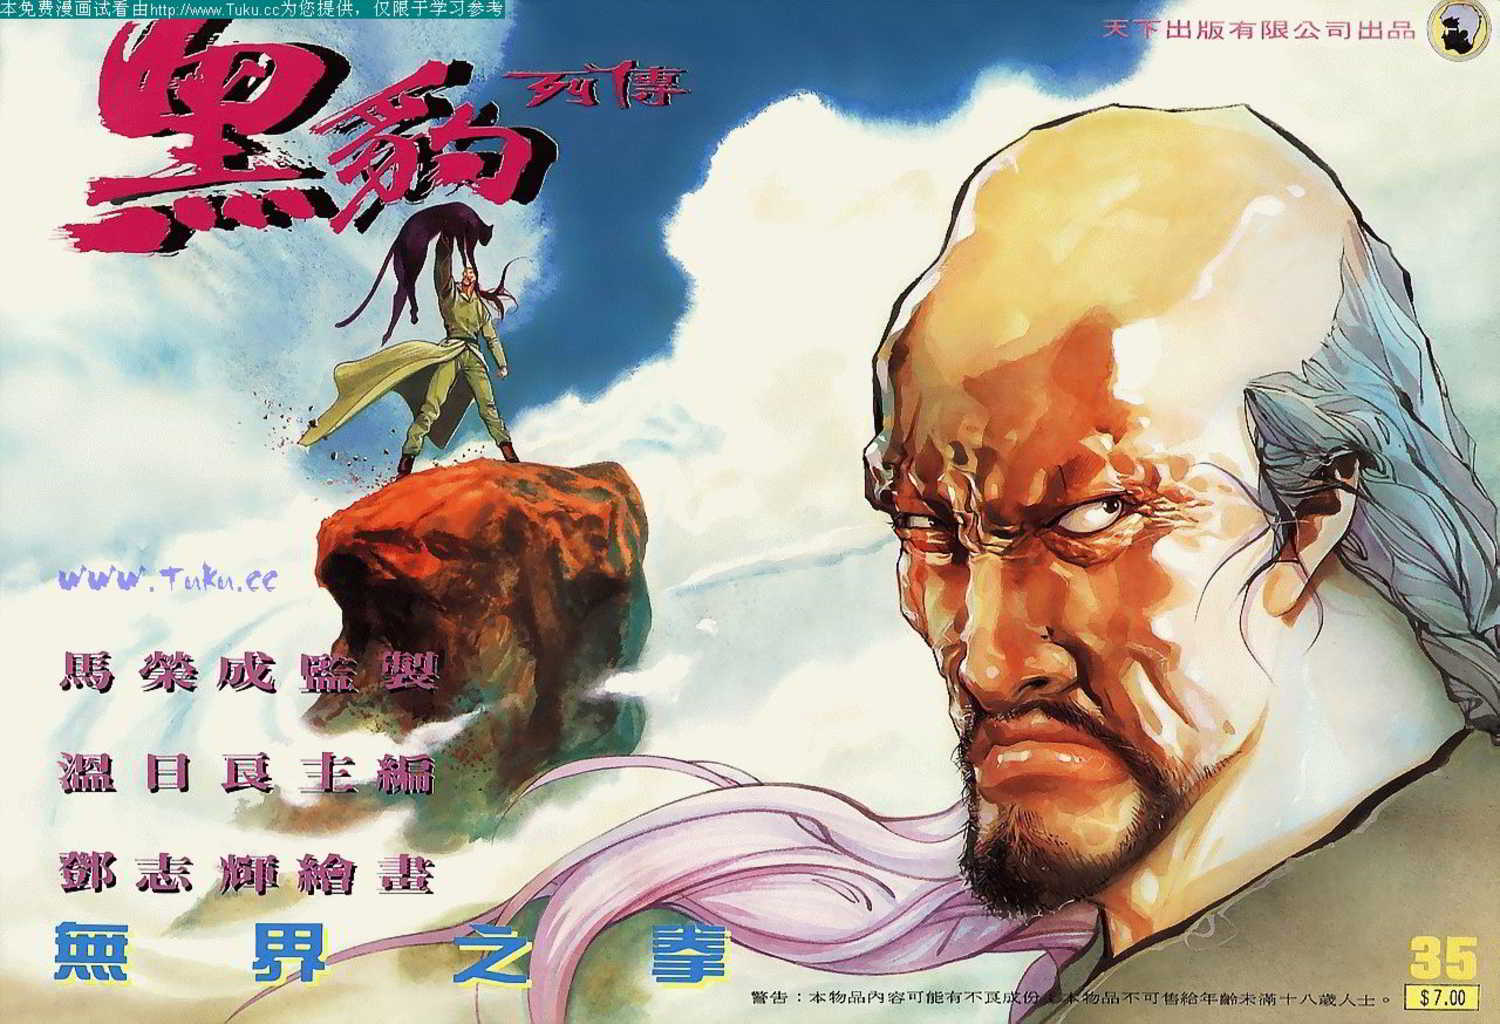 本免费漫画试看由http://www.Tuku.cc为您提供，仅限于学习参考
天下出版有限公司出品
黑豹列傳
www.Tuku.cc
馬榮成監製
溫日良主編
鄧志輝繪畫
無界之拳
35
$7.00
警告：本物品內容可能有不良成份；本物品不可售給年齡未滿十八歲人士。